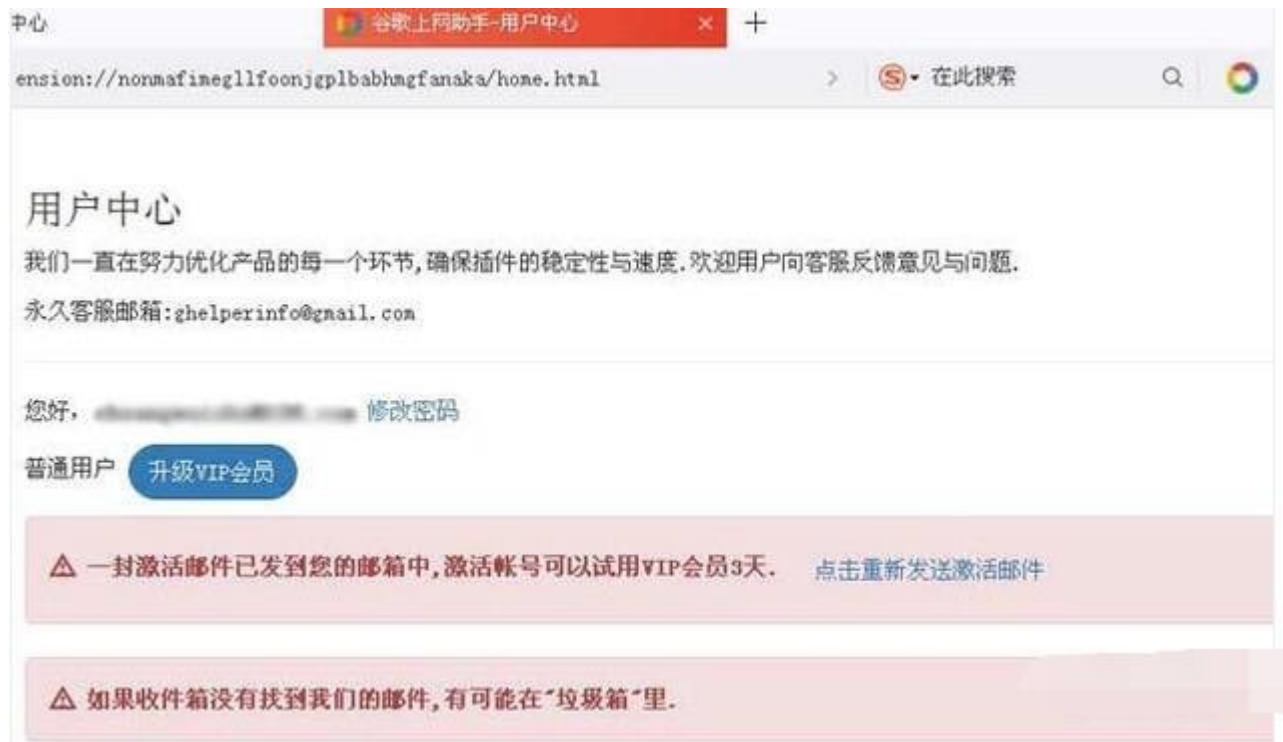 中心
谷歌上网助手-用户中心
ension://nonmafimegllfoonjgplbabhmgfanaka/home.html
在此搜索
用户中心
我们一直在努力优化产品的每一个环节,确保插件的稳定性与速度.欢迎用户向客服反馈意见与问题.
永久客服邮箱:ghelperinfo@gmail.com
您好, 修改密码
普通用户 升级VIP会员
一封激活邮件已发到您的邮箱中,激活帐号可以试用VIP会员3天. 点击重新发送激活邮件
如果收件箱没有找到我们的邮件,有可能在"垃圾箱"里.